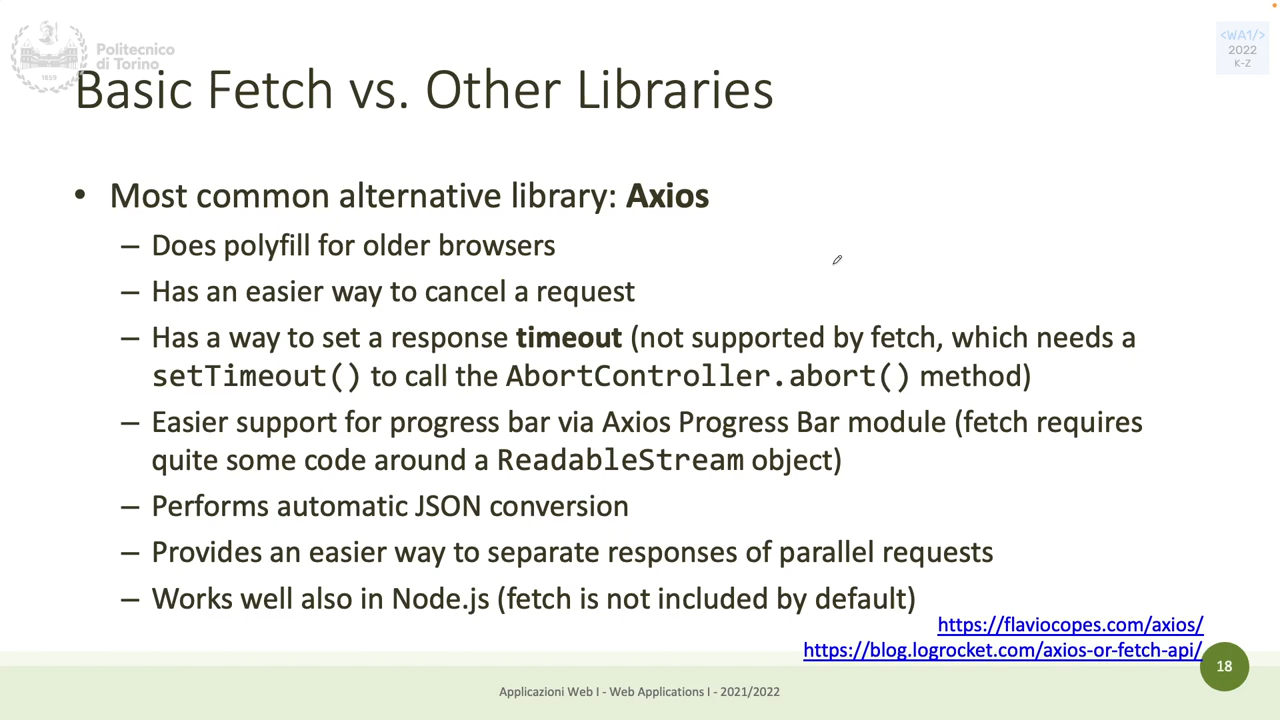 Politecnico
di Torino
1859
<WA1/>
2022
K-Z
Basic Fetch vs. Other Libraries
• Most common alternative library: Axios
– Does polyfill for older browsers
– Has an easier way to cancel a request
– Has a way to set a response timeout (not supported by fetch, which needs a
setTimeout() to call the AbortController.abort() method)
– Easier support for progress bar via Axios Progress Bar module (fetch requires
quite some code around a ReadableStream object)
– Performs automatic JSON conversion
– Provides an easier way to separate responses of parallel requests
– Works well also in Node.js (fetch is not included by default)
https://flaviocopes.com/axios/
https://blog.logrocket.com/axios-or-fetch-api/
18
Applicazioni Web I - Web Applications I - 2021/2022